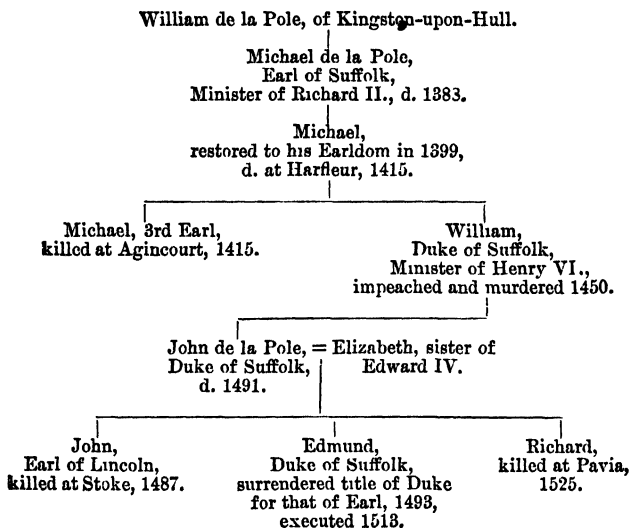 William de la Pole, of Kingston-upon-Hull.
Michael de la Pole,
Earl of Suffolk,
Minister of Richard II., d. 1383.
Michael,
restored to his Earldom in 1399,
d. at Harfleur, 1415.
Michael, 3rd Earl,
killed at Agincourt, 1415.
William,
Duke of Suffolk,
Minister of Henry VI.,
impeached and murdered 1450.
John de la Pole, = Elizabeth, sister of
Duke of Suffolk, Edward IV.
d. 1491.
John,
Earl of Lincoln,
killed at Stoke, 1487.
Edmund,
Duke of Suffolk,
surrendered title of Duke
for that of Earl, 1493,
executed 1513.
Richard,
killed at Pavia,
1525.